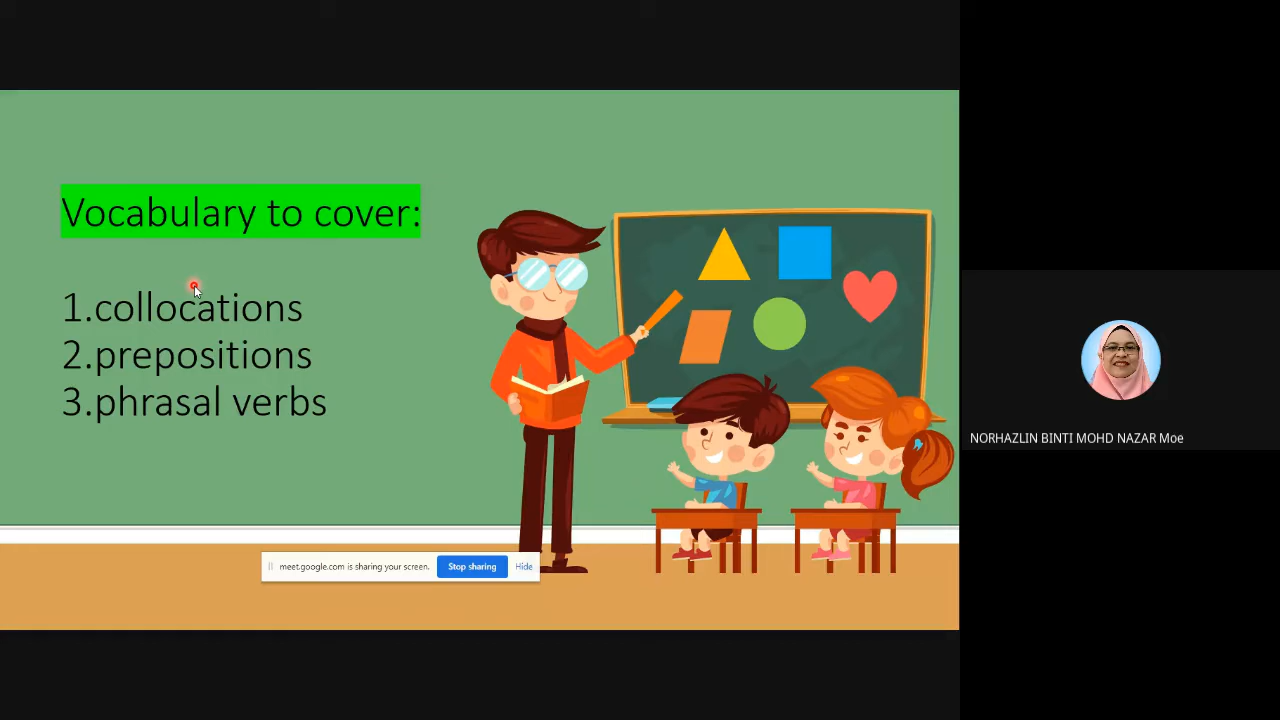 Vocabulary to cover:
1.collocations
2.prepositions
3.phrasal verbs
meet.google.com is sharing your screen. Stop sharing Hide
NORHAZLIN BINTI MOHD NAZAR Moe